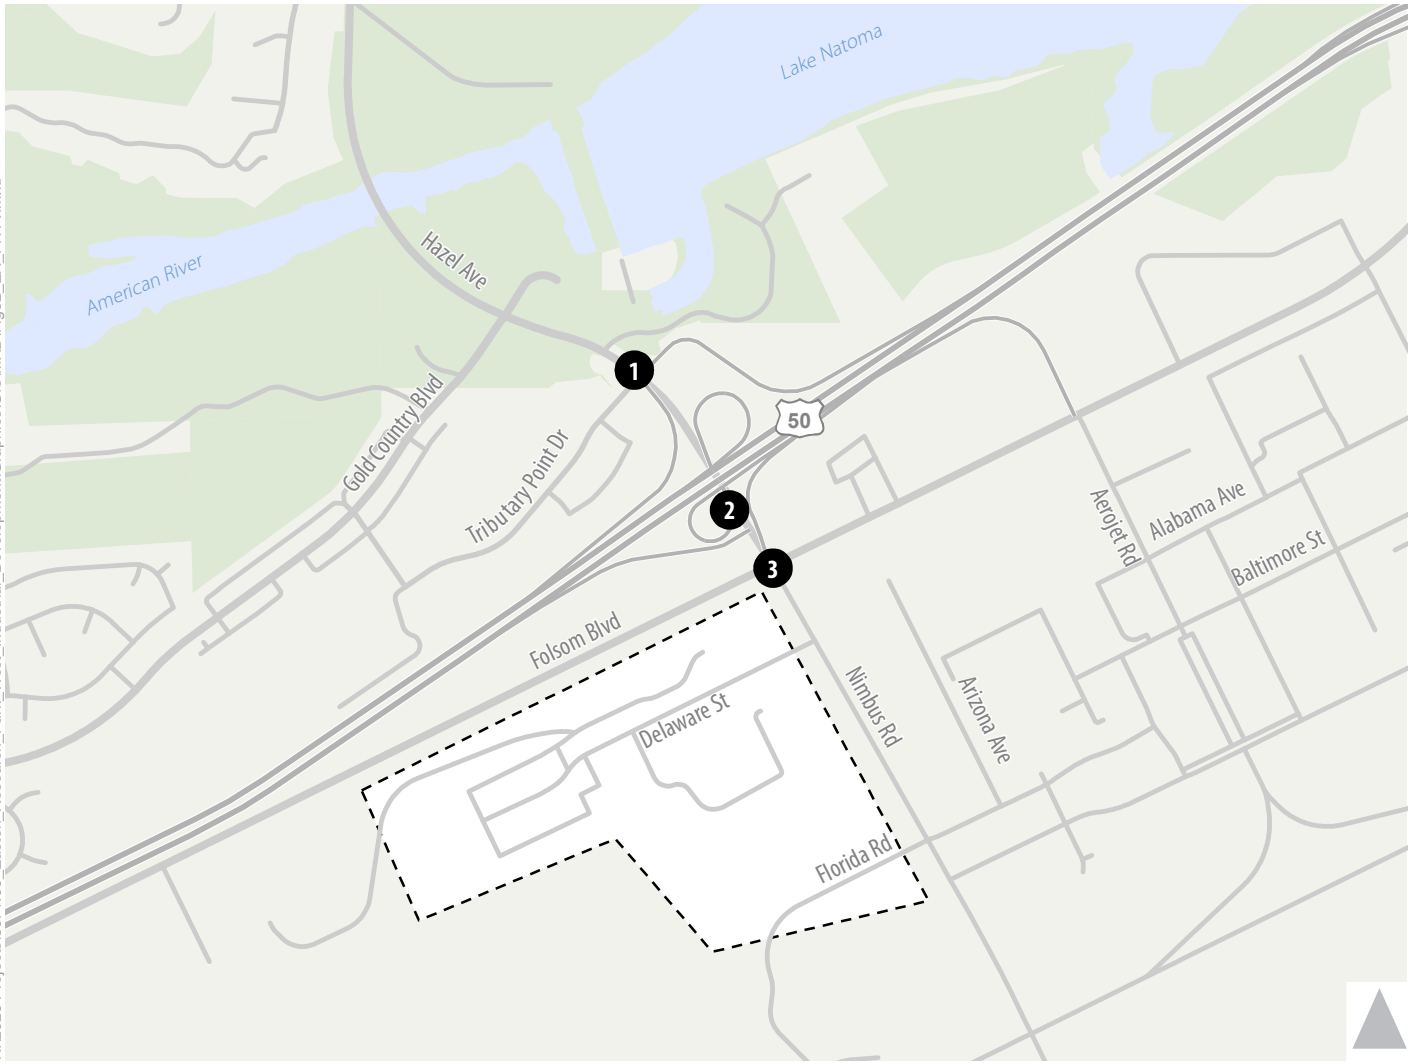 Lake Natoma
American River
Hazel Ave
Gold Country Blvd
Tributary Point Dr
1
50
2
3
Aerojet Rd
Alabama Ave
Baltimore St
Folsom Blvd
Delaware St
Nimbus Rd
Arizona Ave
Florida Rd